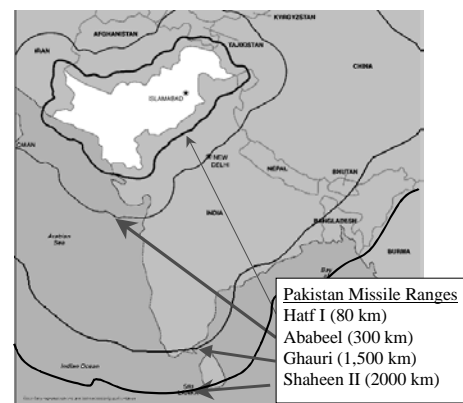 KYRGYZSTAN
AFGHANISTAN
TAJIKISTAN
IRAN
CHINA
ISLAMABAD
OMAN
NEW
DELHI
NEPAL
BHUTAN
INDIA
BANGLADESH
Arabian
Sea
BURMA
Bay
Pakistan Missile Ranges
Hatf I (80 km)
Ababeel (300 km)
Ghauri (1,500 km)
Shaheen II (2000 km)
Indian Ocean
SRI